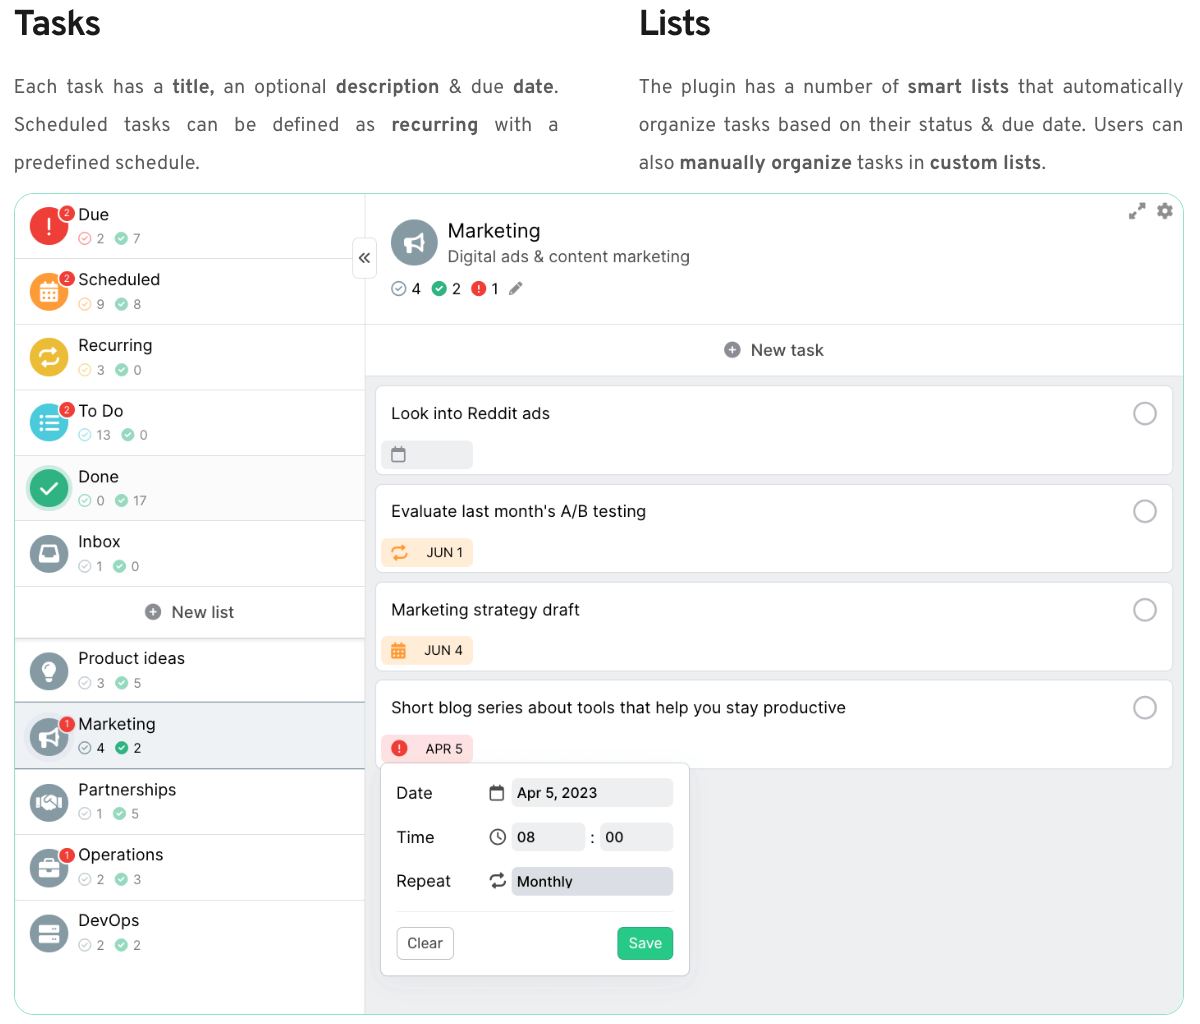 Tasks
Each task has a title, an optional description & due date.
Scheduled tasks can be defined as recurring with a
predefined schedule.
Lists
The plugin has a number of smart lists that automatically
organize tasks based on their status & due date. Users can
also manually organize tasks in custom lists.
2
Due
2 7
2
Scheduled
9 8
Recurring
3 0
2
To Do
13 0
Done
0 17
Inbox
1 0
New list
Product ideas
3 5
1
Marketing
4 2
Partnerships
1 5
1
Operations
2 3
DevOps
2 2
«
Marketing
Digital ads & content marketing
4 2 ! 1
New task
Look into Reddit ads
Evaluate last month's A/B testing
JUN 1
Marketing strategy draft
JUN 4
Short blog series about tools that help you stay productive
! APR 5
Date Apr 5, 2023
Time 08 : 00
Repeat Monthly
Clear Save